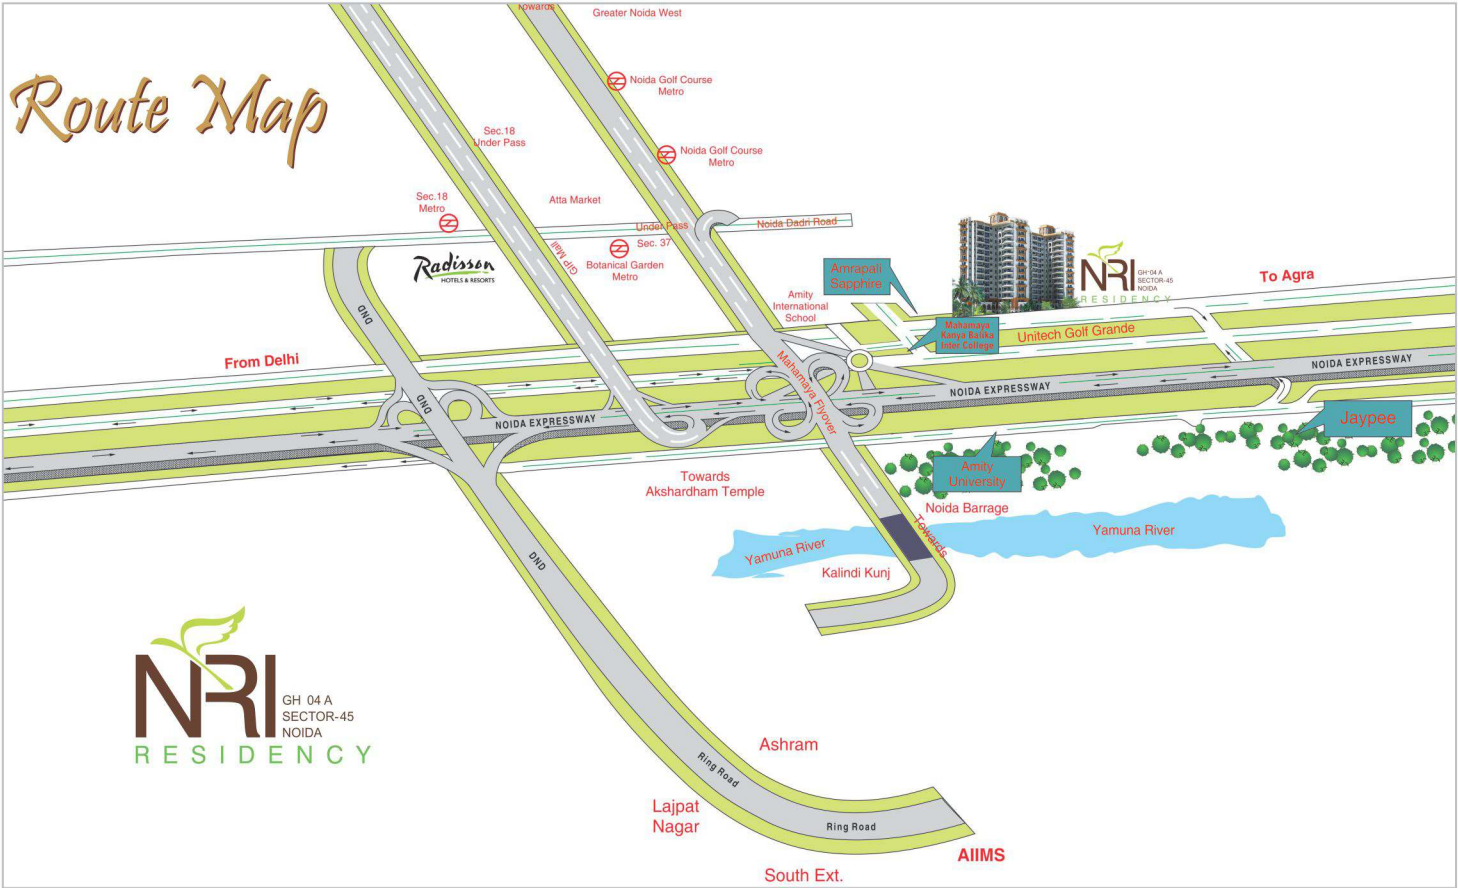 Towards
Greater Noida West
Route Map
Noida Golf Course
Metro
Sec.18
Under Pass
Noida Golf Course
Metro
Sec.18
Metro
Atta Market
Under Pass
Noida Dadri Road
Sec. 37
GIP Mall
Botanical Garden
Metro
Radisson
HOTELS & RESORTS
Amrapali
Sapphire
NRI
GH-04 A
SECTOR-45
NOIDA
RESIDENCY
To Agra
Amity
International
School
DND
Mahamaya
Kanya Balika
Inter College
Unitech Golf Grande
From Delhi
Mahamaya Flyover
NOIDA EXPRESSWAY
NOIDA EXPRESSWAY
DND
NOIDA EXPRESSWAY
Jaypee
Towards
Akshardham Temple
Amity
University
Noida Barrage
Towards
Yamuna River
Yamuna River
Kalindi Kunj
DND
NRI
GH 04 A
SECTOR-45
NOIDA
RESIDENCY
Ashram
Ring Road
Lajpat
Nagar
Ring Road
AIIMS
South Ext.